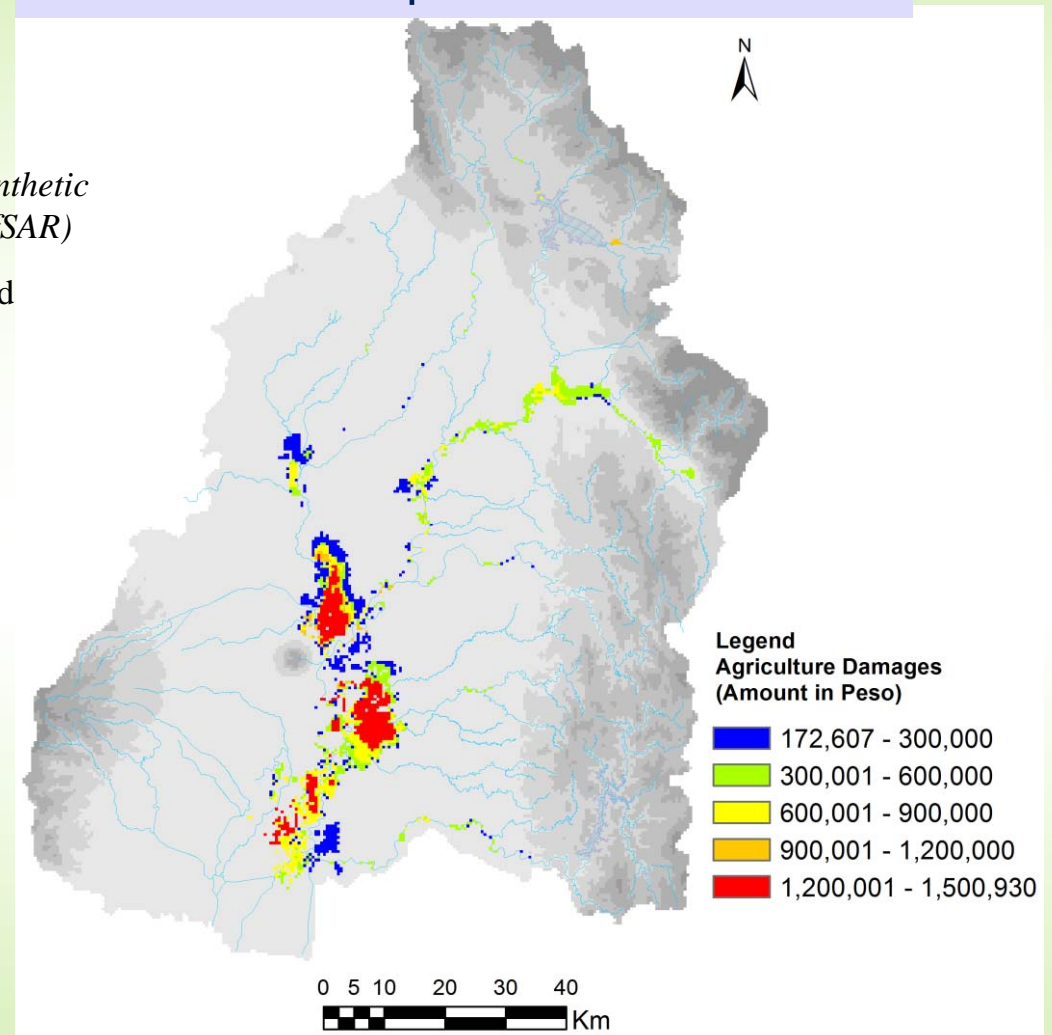 N
nthetic
SAR)
d
Legend
Agriculture Damages
(Amount in Peso)
172,607 - 300,000
300,001 - 600,000
600,001 - 900,000
900,001 - 1,200,000
1,200,001 - 1,500,930
0 5 10 20 30 40
Km